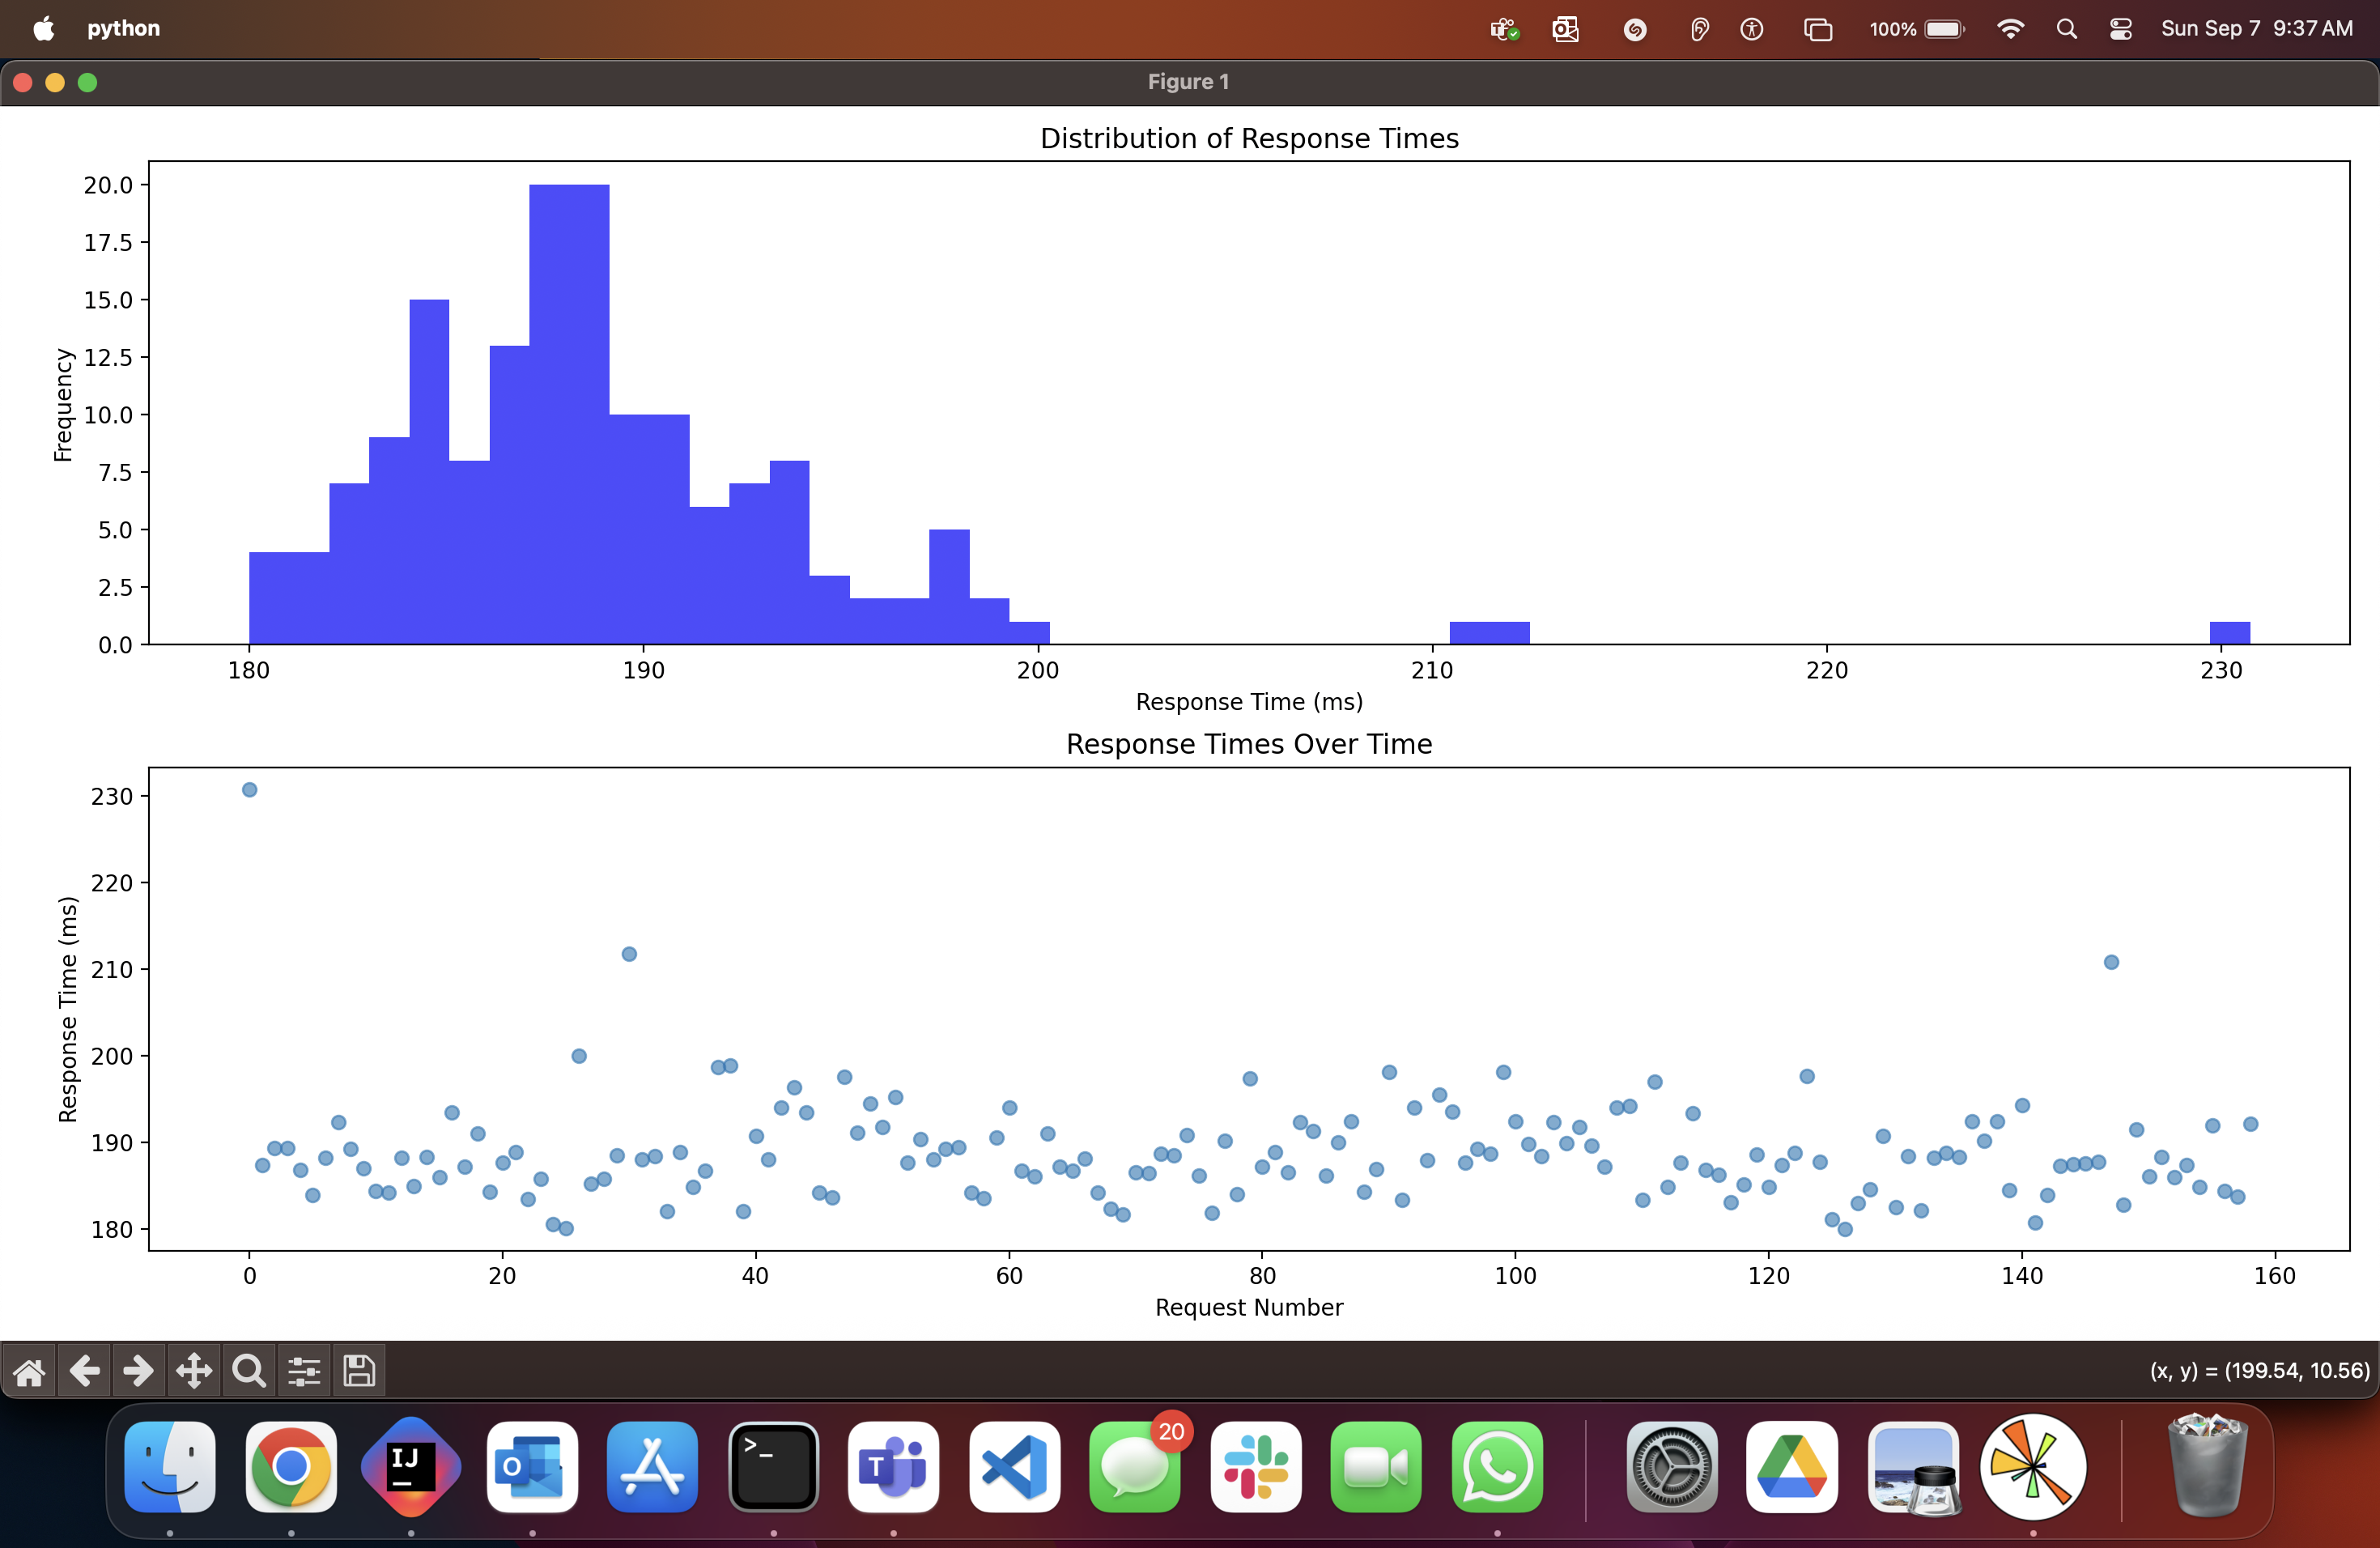 python
100%
Sun Sep 7 9:37 AM
Figure 1
Distribution of Response Times
Frequency
20.0
17.5
15.0
12.5
10.0
7.5
5.0
2.5
0.0
180 190 200 210 220 230
Response Time (ms)
Response Times Over Time
Response Time (ms)
230
220
210
200
190
180
0 20 40 60 80 100 120 140 160
Request Number
(x, y) = (199.54, 10.56)
IJ
O
>_
T
20